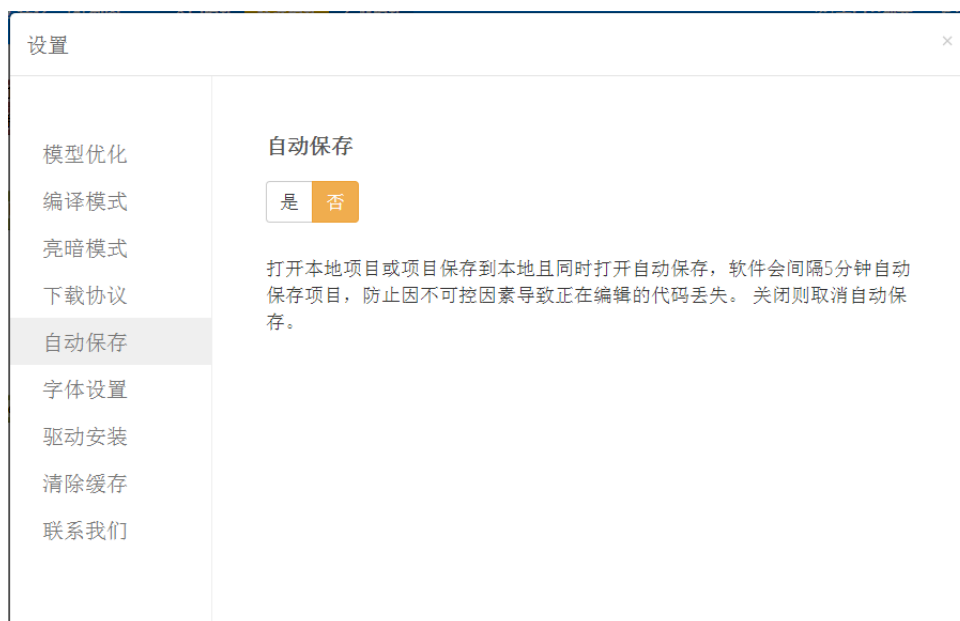 设置
×
模型优化
编译模式
亮暗模式
下载协议
自动保存
字体设置
驱动安装
清除缓存
联系我们
自动保存
是 否
打开本地项目或项目保存到本地且同时打开自动保存，软件会间隔5分钟自动
保存项目，防止因不可控因素导致正在编辑的代码丢失。 关闭则取消自动保
存。